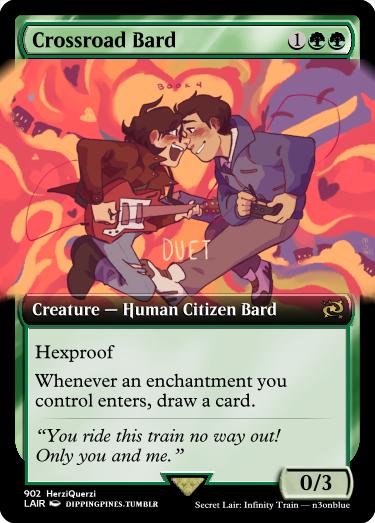 Crossroad Bard 1
BOOK 4
DUET
Creature — Human Citizen Bard
Hexproof
Whenever an enchantment you
control enters, draw a card.
“You ride this train no way out!
Only you and me.”
0/3
902 HerziQuerzi
LAIR DIPPINGPINES.TUMBLR
Secret Lair: Infinity Train — n3onblue